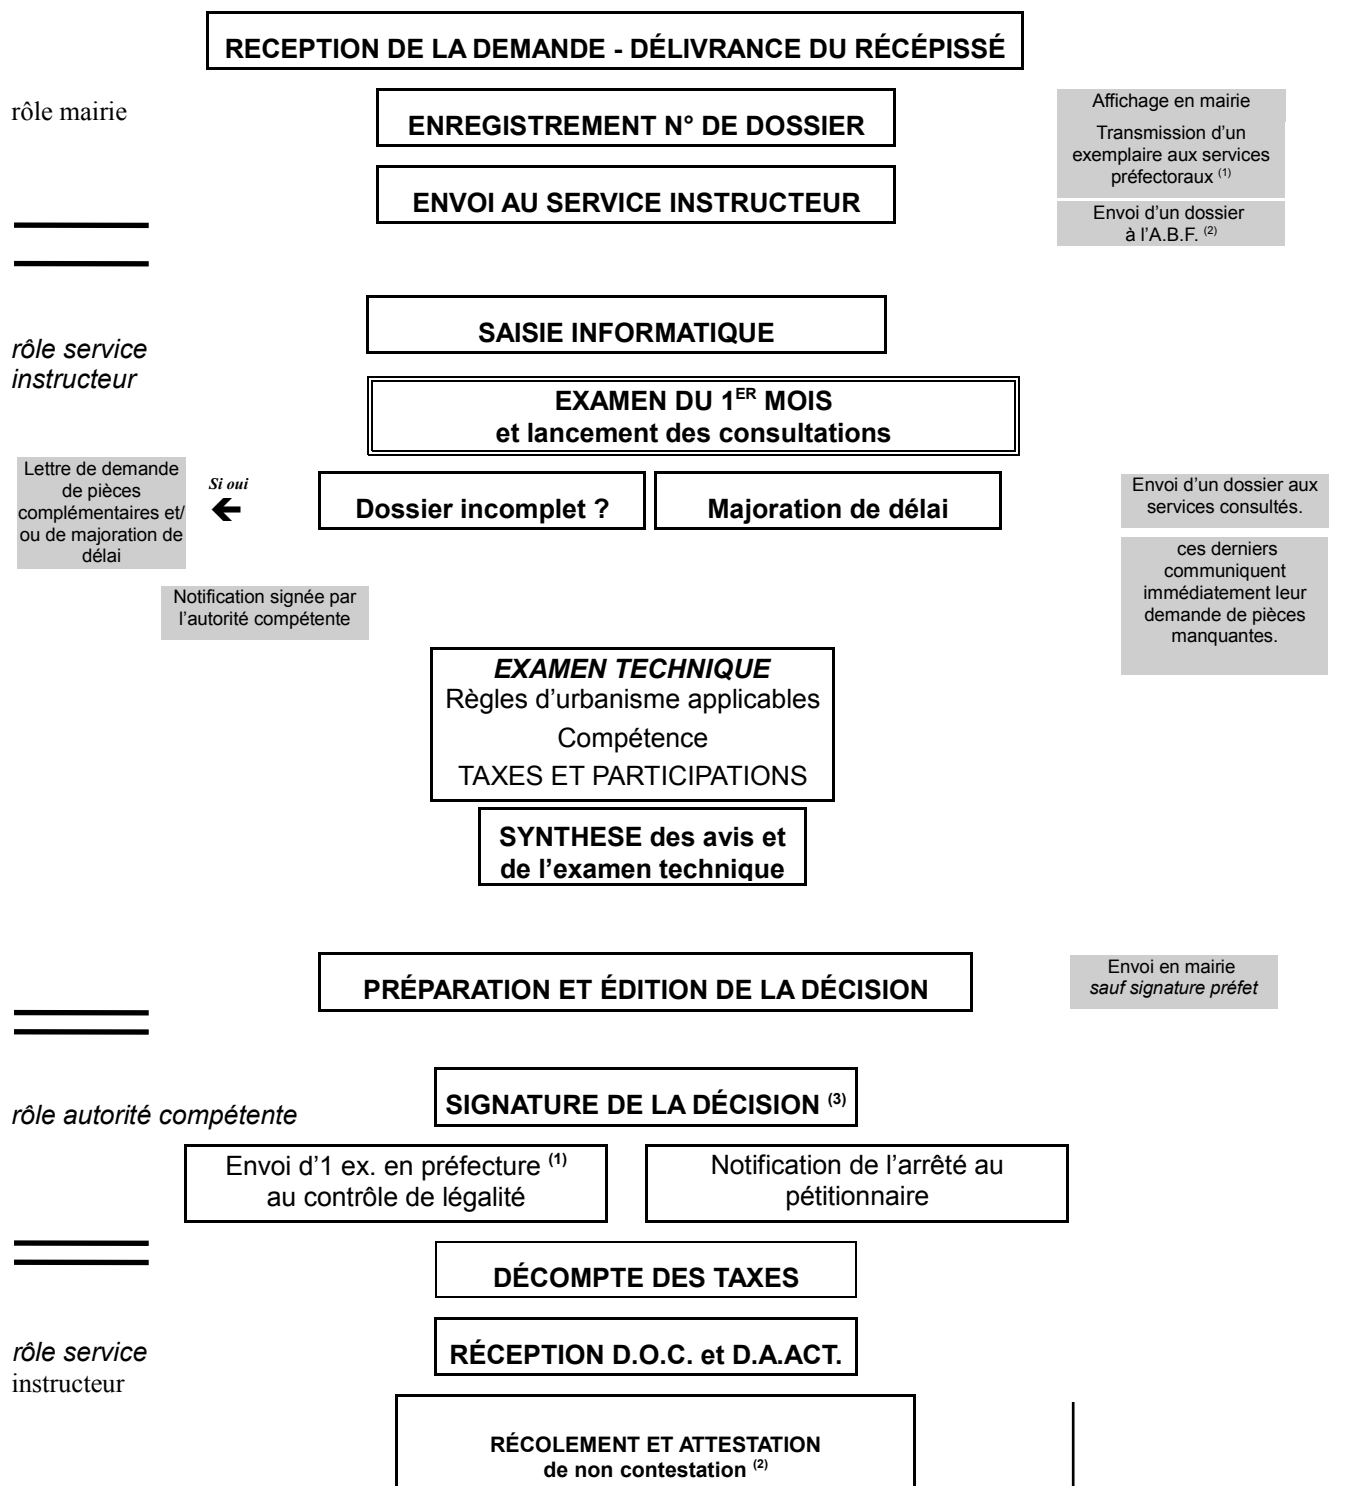 RECEPTION DE LA DEMANDE - DÉLIVRANCE DU RÉCÉPISSÉ
rôle mairie
ENREGISTREMENT N° DE DOSSIER
Affichage en mairie
Transmission d’un
exemplaire aux services
préfectoraux (1)
ENVOI AU SERVICE INSTRUCTEUR
Envoi d’un dossier
à l’A.B.F. (2)
SAISIE INFORMATIQUE
rôle service
instructeur
EXAMEN DU 1ER MOIS
et lancement des consultations
Lettre de demande
de pièces
complémentaires et/
ou de majoration de
délai
Si oui
Dossier incomplet ?
Majoration de délai
Envoi d’un dossier aux
services consultés.
ces derniers
communiquent
immédiatement leur
demande de pièces
manquantes.
Notification signée par
l’autorité compétente
EXAMEN TECHNIQUE
Règles d’urbanisme applicables
Compétence
TAXES ET PARTICIPATIONS
SYNTHESE des avis et
de l’examen technique
PRÉPARATION ET ÉDITION DE LA DÉCISION
Envoi en mairie
sauf signature préfet
SIGNATURE DE LA DÉCISION (3)
rôle autorité compétente
Envoi d’1 ex. en préfecture (1)
au contrôle de légalité
Notification de l’arrêté au
pétitionnaire
DÉCOMPTE DES TAXES
RÉCEPTION D.O.C. et D.A.ACT.
rôle service
instructeur
RÉCOLEMENT ET ATTESTATION
de non contestation (2)